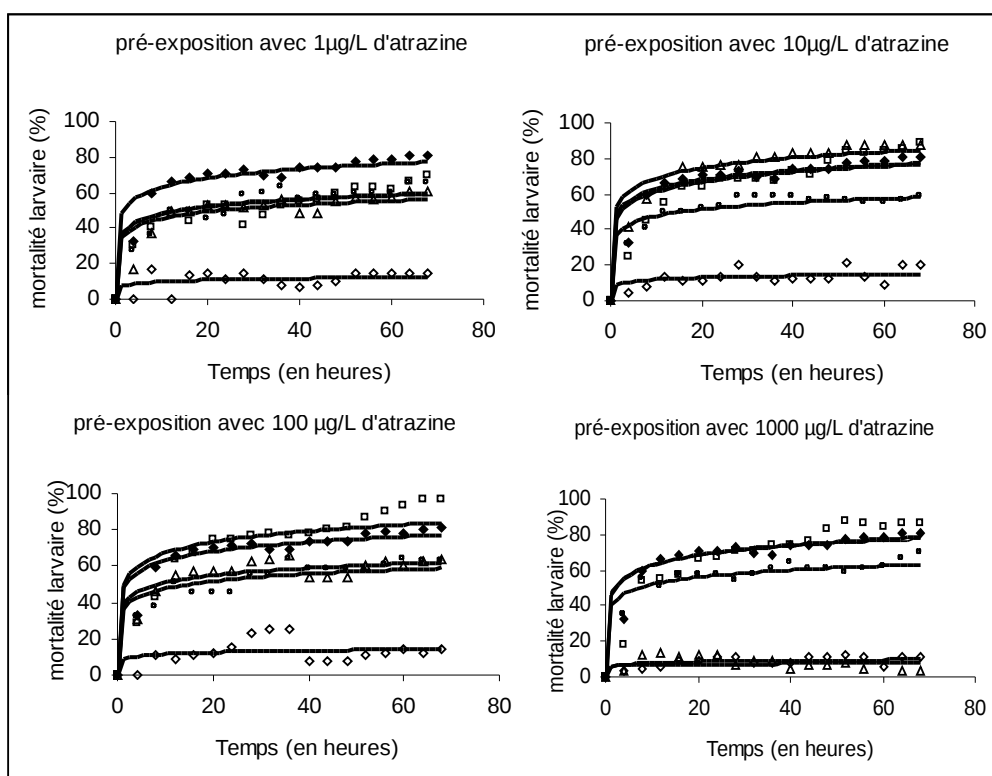 pré-exposition avec 1µg/L d'atrazine
mortalité larvaire (%)
100
80
60
40
20
0
0 20 40 60 80
Temps (en heures)
pré-exposition avec 10µg/L d'atrazine
mortalité larvaire (%)
100
80
60
40
20
0
0 20 40 60 80
Temps (en heures)
pré-exposition avec 100 µg/L d'atrazine
mortalité larvaire (%)
100
80
60
40
20
0
0 20 40 60 80
Temps (en heures)
pré-exposition avec 1000 µg/L d'atrazine
mortalité larvaire (%)
100
80
60
40
20
0
0 20 40 60 80
Temps (en heures)